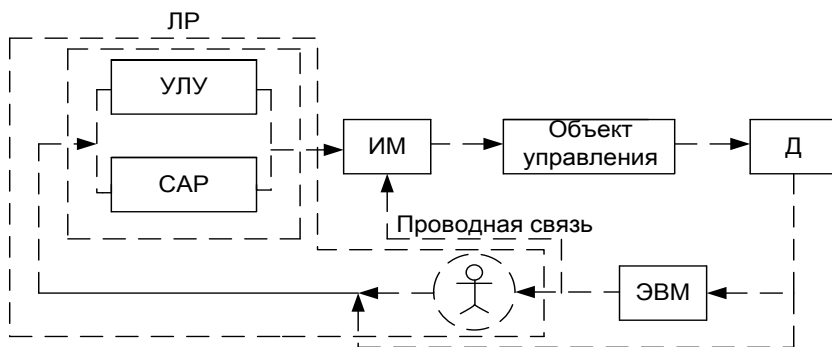 ЛР
УЛУ
САР
ИМ
Объект
управления
Д
Проводная связь
ЭВМ